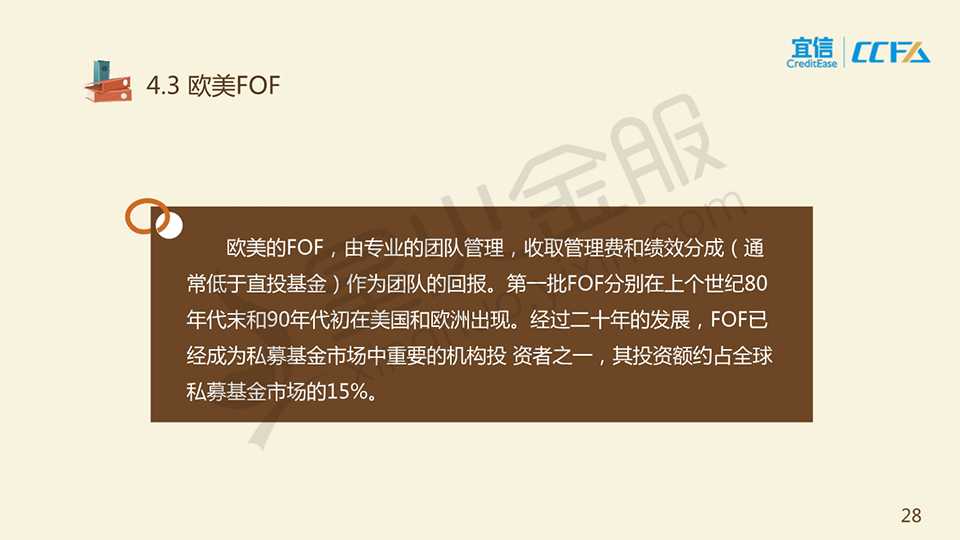 宜信
CreditEase
CCFA
4.3 欧美FOF
欧美的FOF，由专业的团队管理，收取管理费和绩效分成（通
常低于直投基金）作为团队的回报。第一批FOF分别在上个世纪80
年代末和90年代初在美国和欧洲出现。经过二十年的发展，FOF已
经成为私募基金市场中重要的机构投 资者之一，其投资额约占全球
私募基金市场的15%。
金服
.com
28